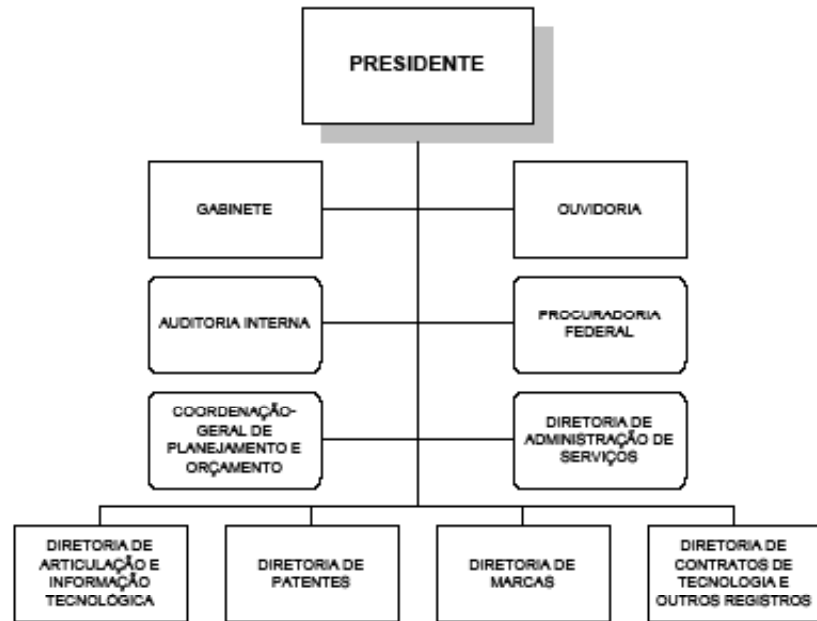 PRESIDENTE
GABINETE
OUVIDORIA
AUDITORIA INTERNA
PROCURADORIA
FEDERAL
COORDENAÇÃO-
GERAL DE
PLANEJAMENTO E
ORÇAMENTO
DIRETORIA DE
ADMINISTRAÇÃO DE
SERVIÇOS
DIRETORIA DE
ARTICULAÇÃO E
INFORMAÇÃO
TECNOLÓGICA
DIRETORIA DE
PATENTES
DIRETORIA DE
MARCAS
DIRETORIA DE
CONTRATOS DE
TECNOLOGIA E
OUTROS REGISTROS